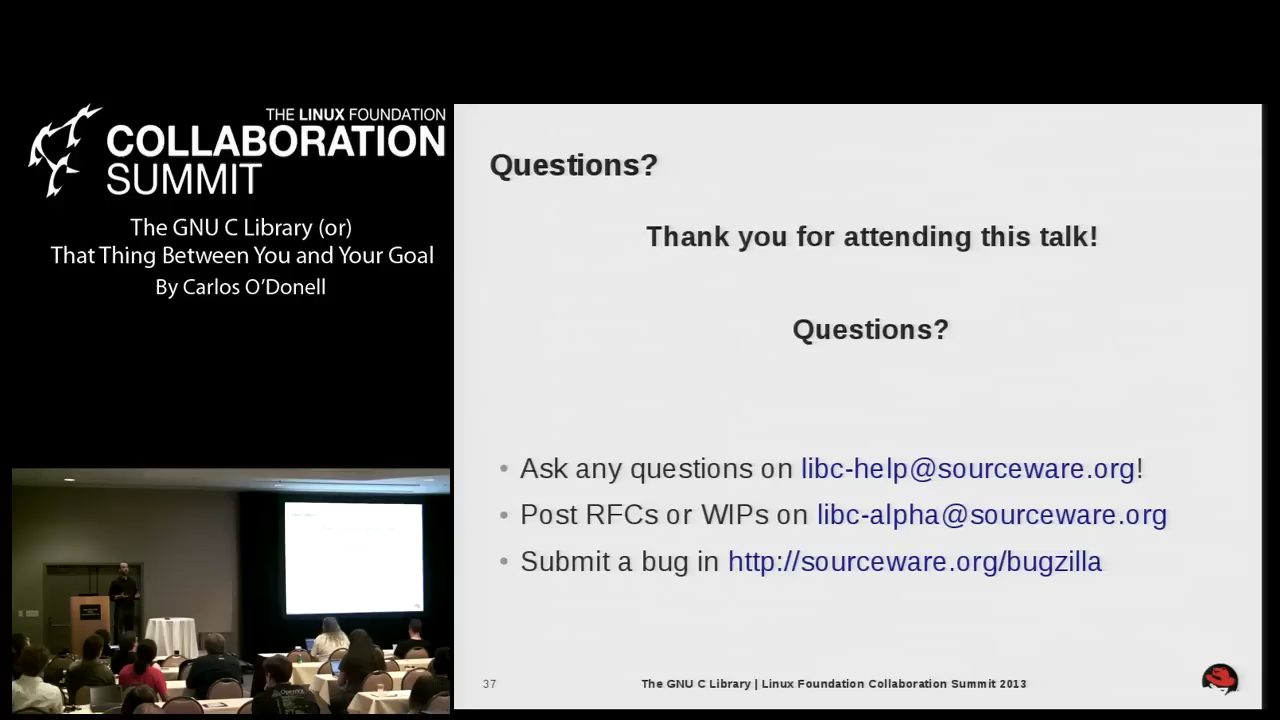 THE LINUX FOUNDATION
COLLABORATION
SUMMIT
The GNU C Library (or)
That Thing Between You and Your Goal
By Carlos O'Donell
Questions?
Thank you for attending this talk!
Questions?
• Ask any questions on libc-help@sourceware.org!
• Post RFCs or WIPs on libc-alpha@sourceware.org
• Submit a bug in http://sourceware.org/bugzilla
37
The GNU C Library | Linux Foundation Collaboration Summit 2013